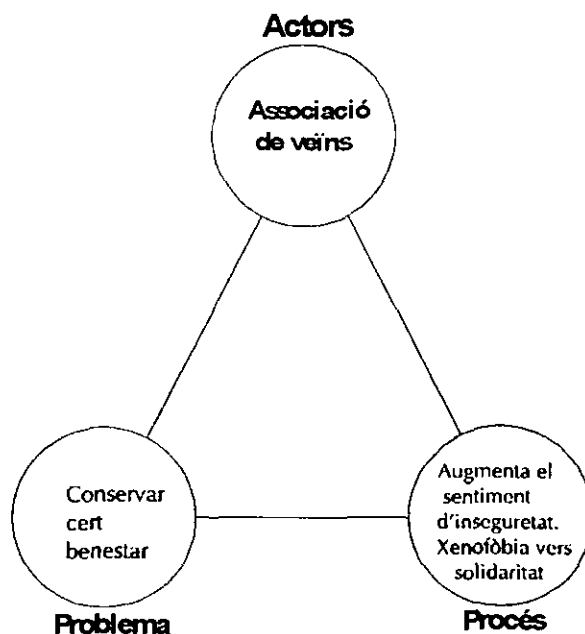 Actors
Associació
de veïns
Conservar
cert
benestar
Problema
Augmenta el
sentiment
d'inseguretat.
Xenofòbia vers
solidaritat
Procés